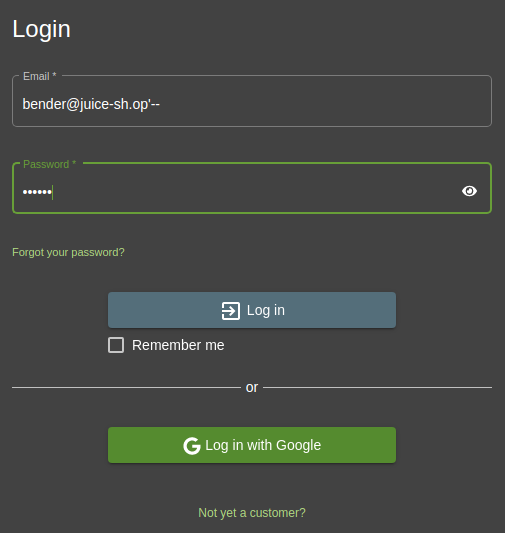 Login
Email *
bender@juice-sh.op'--
Password *
••••••
Forgot your password?
Log in
Remember me
or
Log in with Google
Not yet a customer?